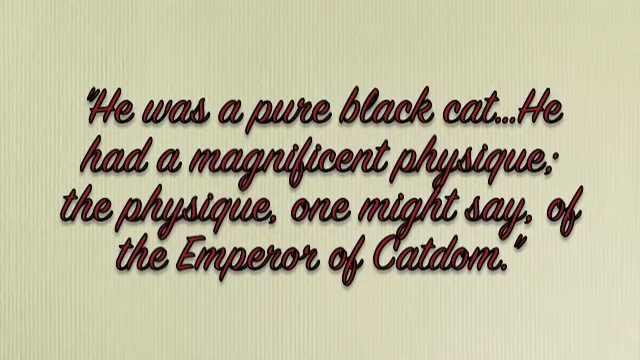 "He was a pure black cat...He
had a magnificent physique;
the physique, one might say, of
the Emperor of Catdom."